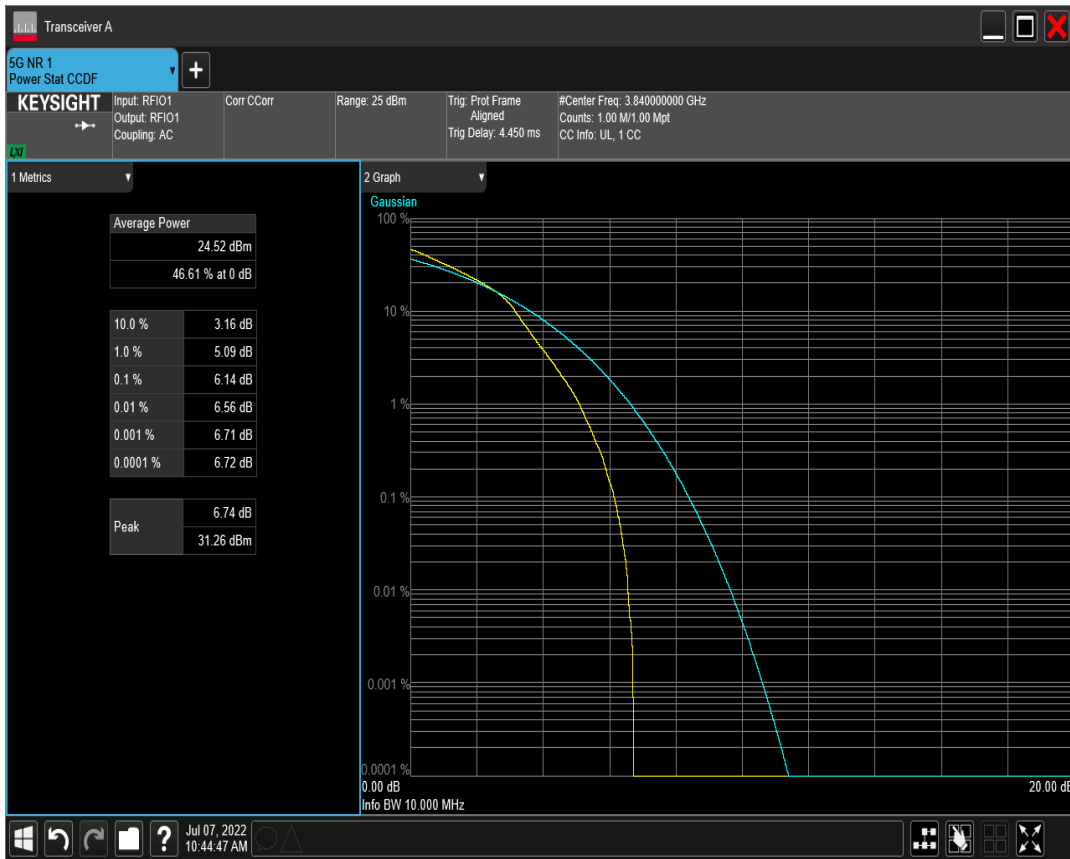 Transceiver A
5G NR 1
Power Stat CCDF
+
KEYSIGHT
LXI
Input: RFIO1
Output: RFIO1
Coupling: AC
Corr CCorr
Range: 25 dBm
Trig: Prot Frame
Aligned
Trig Delay: 4.450 ms
#Center Freq: 3.840000000 GHz
Counts: 1.00 M/1.00 Mpt
CC Info: UL, 1 CC
1 Metrics
Average Power
24.52 dBm
46.61 % at 0 dB
10.0 % 3.16 dB
1.0 % 5.09 dB
0.1 % 6.14 dB
0.01 % 6.56 dB
0.001 % 6.71 dB
0.0001 % 6.72 dB
Peak
6.74 dB
31.26 dBm
2 Graph
Gaussian
100 %
10 %
1 %
0.1 %
0.01 %
0.001 %
0.0001 %
0.00 dB 20.00 dB
Info BW 10.000 MHz
?
Jul 07, 2022
10:44:47 AM